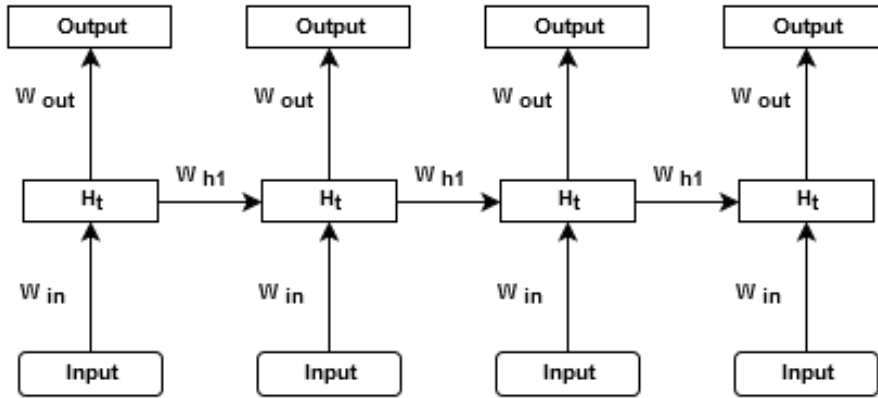 Output Output Output Output
W out W out W out W out
W h1 W h1 W h1
Ht Ht Ht Ht
W in W in W in W in
Input Input Input Input